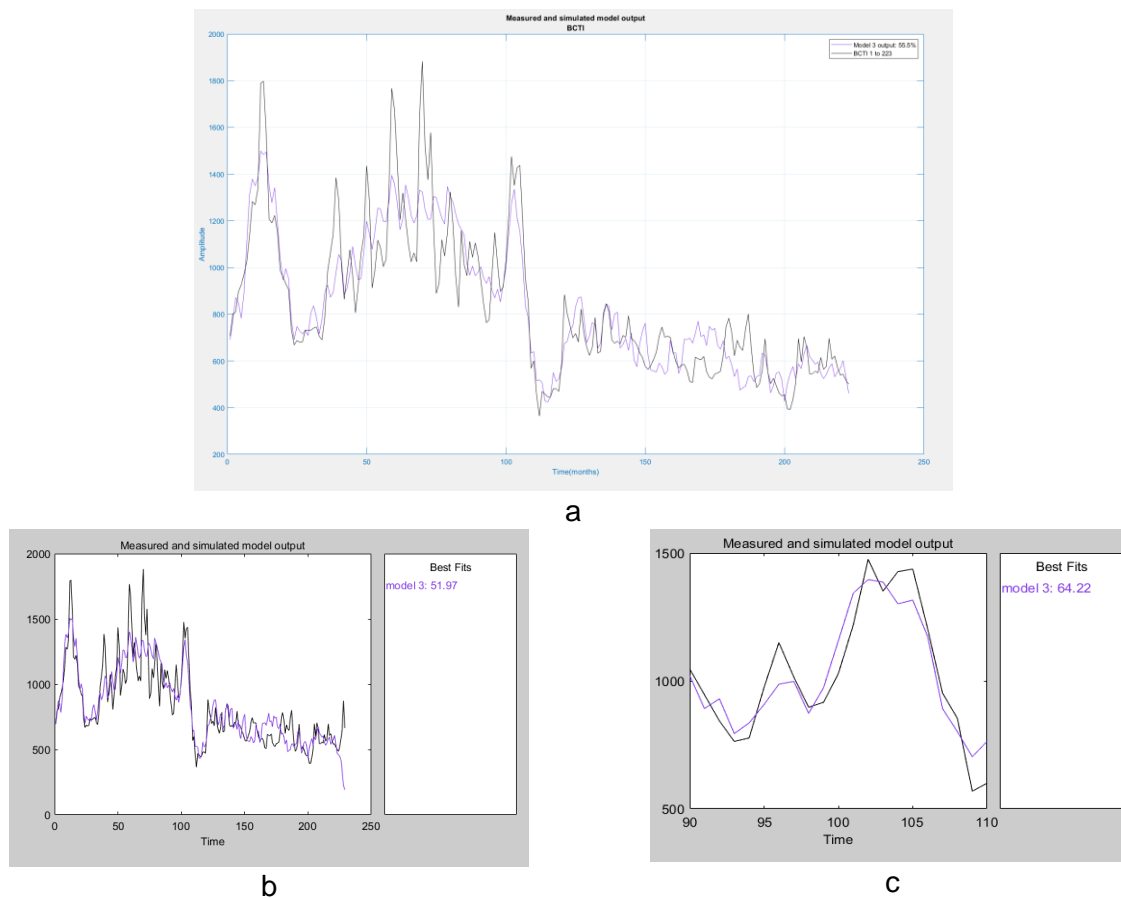 Measured and simulated model output
BCTI
Model 3 output: 55.5%
BCTI 1 to 223
2000
1800
1600
1400
1200
1000
800
600
400
200
Amplitude
0 50 100 150 200 250
Time(months)
a
Measured and simulated model output
2000
1500
1000
500
0
0 50 100 150 200 250
Time
Best Fits
model 3: 51.97
b
Measured and simulated model output
1500
1000
500
90 95 100 105 110
Time
Best Fits
model 3: 64.22
c